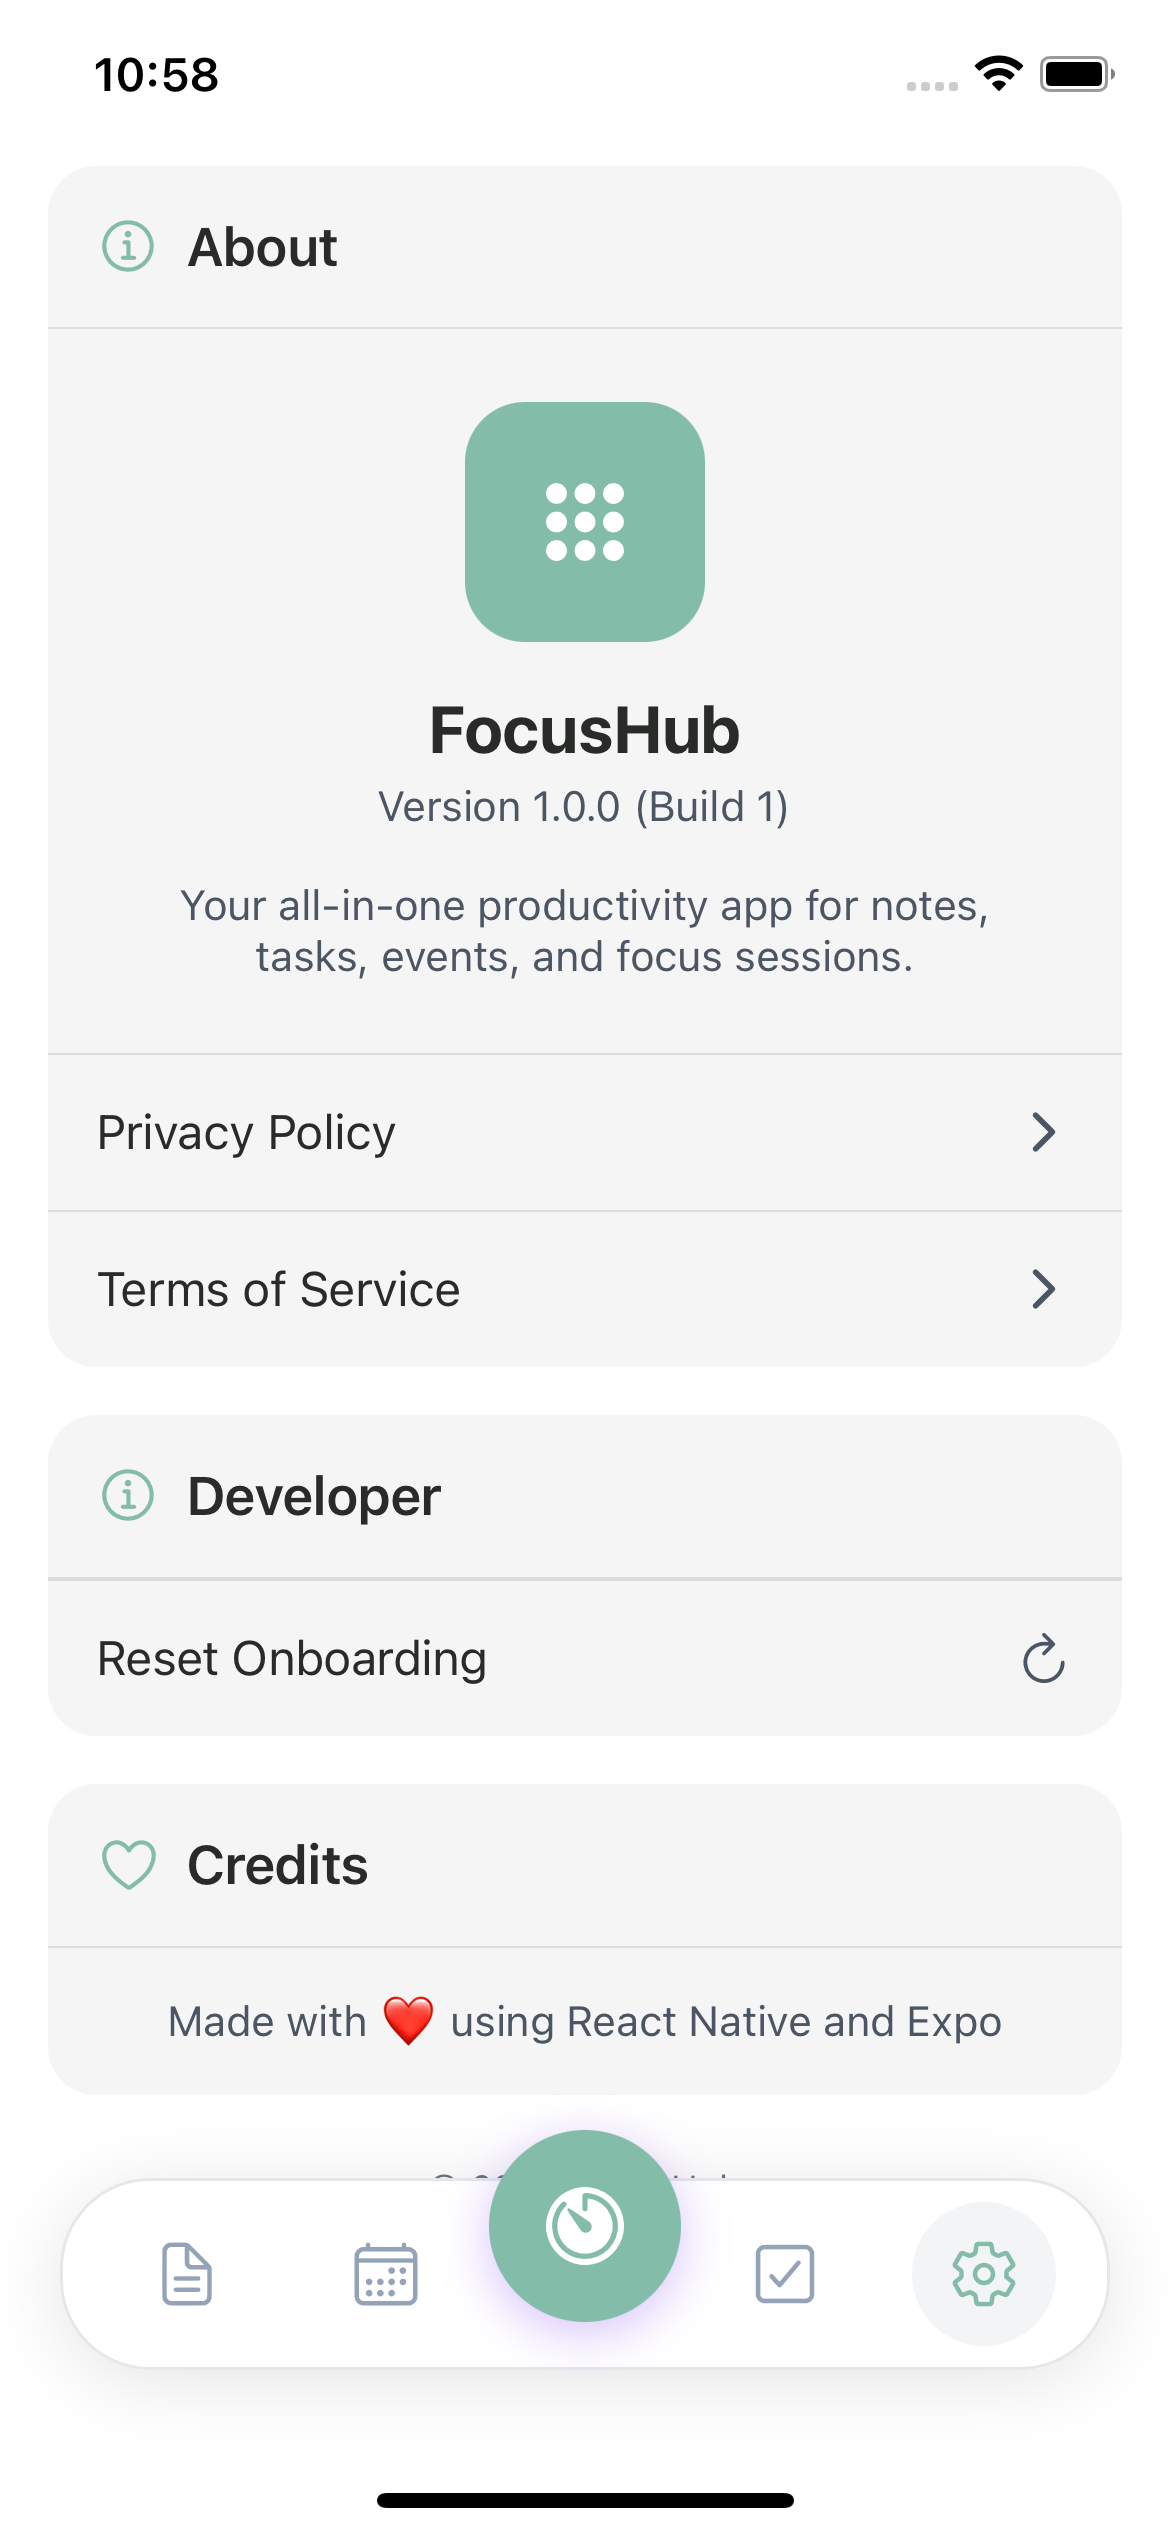 10:58
About
FocusHub
Version 1.0.0 (Build 1)
Your all-in-one productivity app for notes,
tasks, events, and focus sessions.
Privacy Policy
Terms of Service
Developer
Reset Onboarding
Credits
Made with ❤️ using React Native and Expo